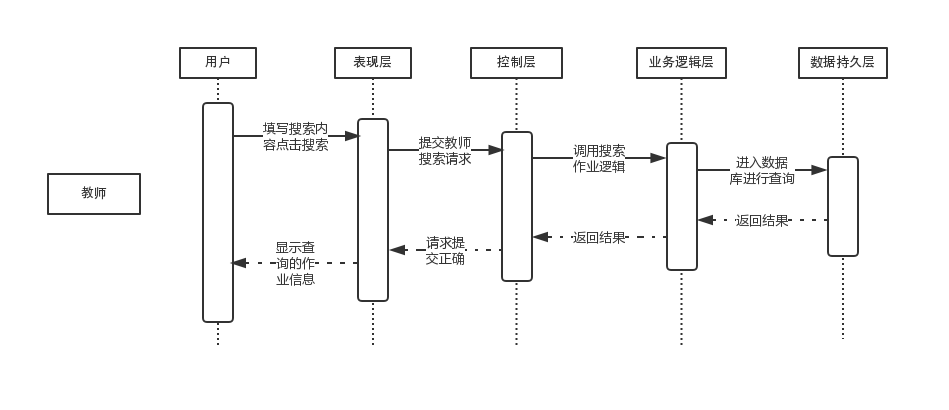 用户
表现层
控制层
业务逻辑层
数据持久层
教师
填写搜索内
容点击搜索
提交教师
搜索请求
调用搜索
作业逻辑
进入数据
库进行查询
返回结果
返回结果
请求提
交正确
显示查
询的作
业信息